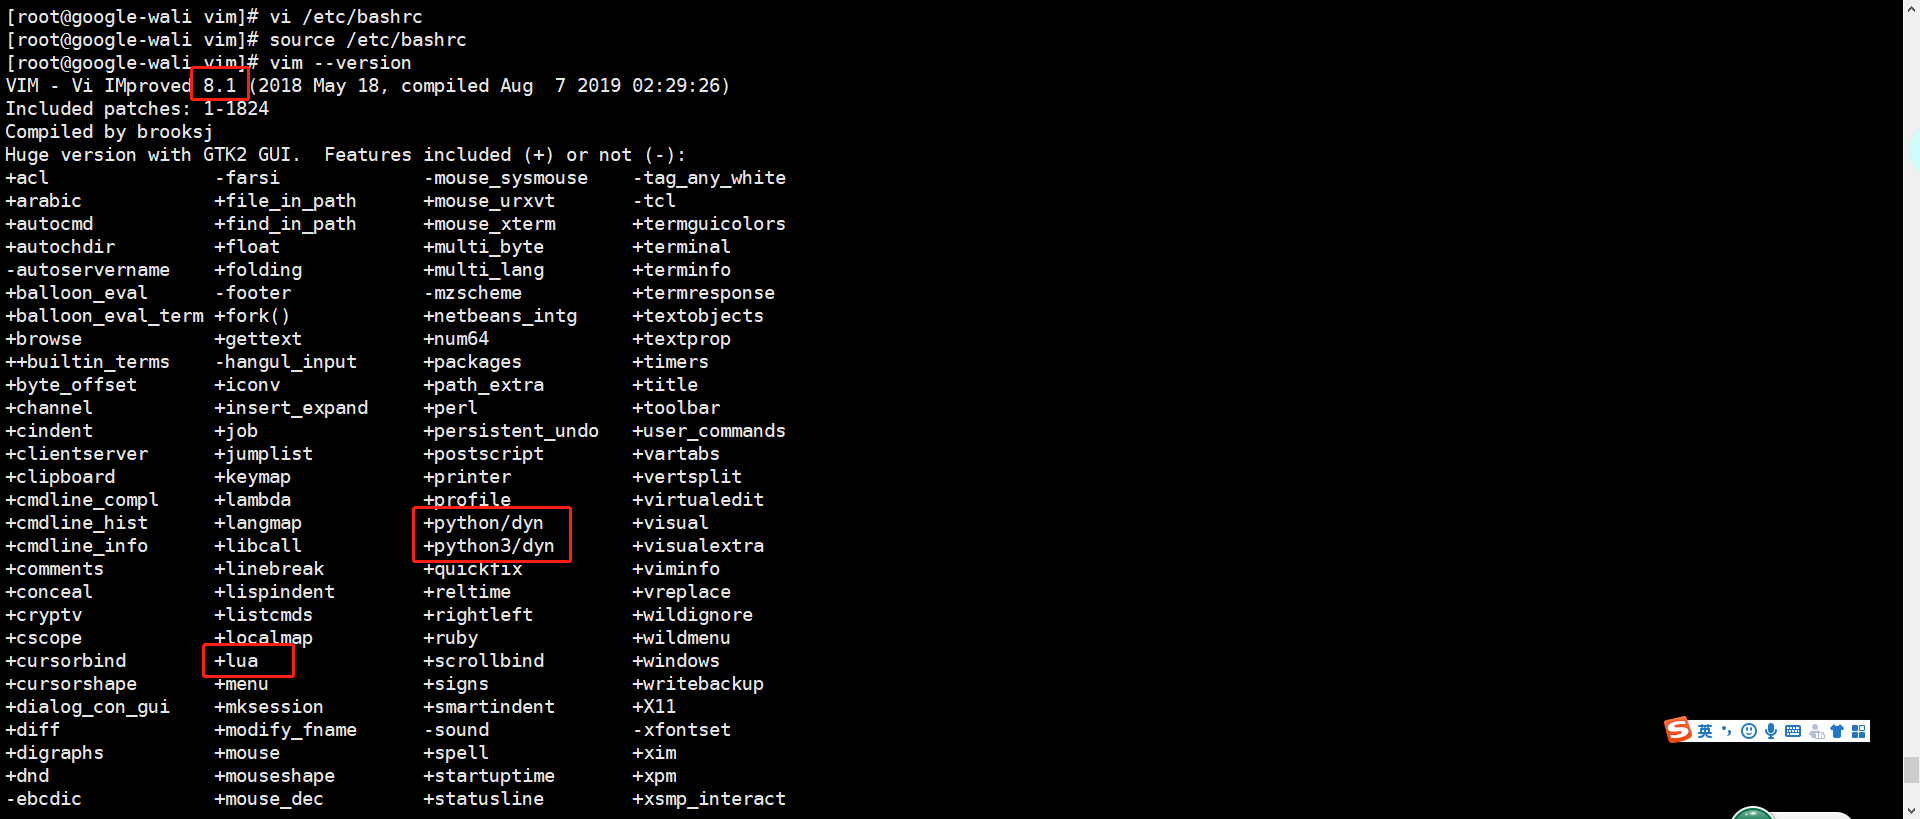 [root@google-wali vim]# vi /etc/bashrc
[root@google-wali vim]# source /etc/bashrc
[root@google-wali vim]# vim --version
VIM - Vi IMproved 8.1 (2018 May 18, compiled Aug  7 2019 02:29:26)
Included patches: 1-1824
Compiled by brooksj
Huge version with GTK2 GUI.  Features included (+) or not (-):
+acl               -farsi             -mouse_sysmouse    -tag_any_white
+arabic            +file_in_path      +mouse_urxvt       -tcl
+autocmd           +find_in_path      +mouse_xterm       +termguicolors
+autochdir         +float             +multi_byte        +terminal
-autoservername    +folding           +multi_lang        +terminfo
+balloon_eval      -footer            -mzscheme          +termresponse
+balloon_eval_term +fork()            +netbeans_intg     +textobjects
+browse            +gettext           +num64             +textprop
++builtin_terms    -hangul_input      +packages          +timers
+byte_offset       +iconv             +path_extra        +title
+channel           +insert_expand     +perl              +toolbar
+cindent           +job               +persistent_undo   +user_commands
+clientserver      +jumplist          +postscript        +vartabs
+clipboard         +keymap            +printer           +vertsplit
+cmdline_compl     +lambda            +profile           +virtualedit
+cmdline_hist      +langmap           +python/dyn        +visual
+cmdline_info      +libcall           +python3/dyn       +visualextra
+comments          +linebreak         +quickfix          +viminfo
+conceal           +lispindent        +reltime           +vreplace
+cryptv            +listcmds          +rightleft         +wildignore
+cscope            +localmap          +ruby              +wildmenu
+cursorbind        +lua               +scrollbind        +windows
+cursorshape       +menu              +signs             +writebackup
+dialog_con_gui    +mksession         +smartindent       +X11
+diff              +modify_fname      -sound             -xfontset
+digraphs          +mouse             +spell             +xim
+dnd               +mouseshape        +startuptime       +xpm
-ebcdic            +mouse_dec         +statusline        +xsmp_interact
S 英